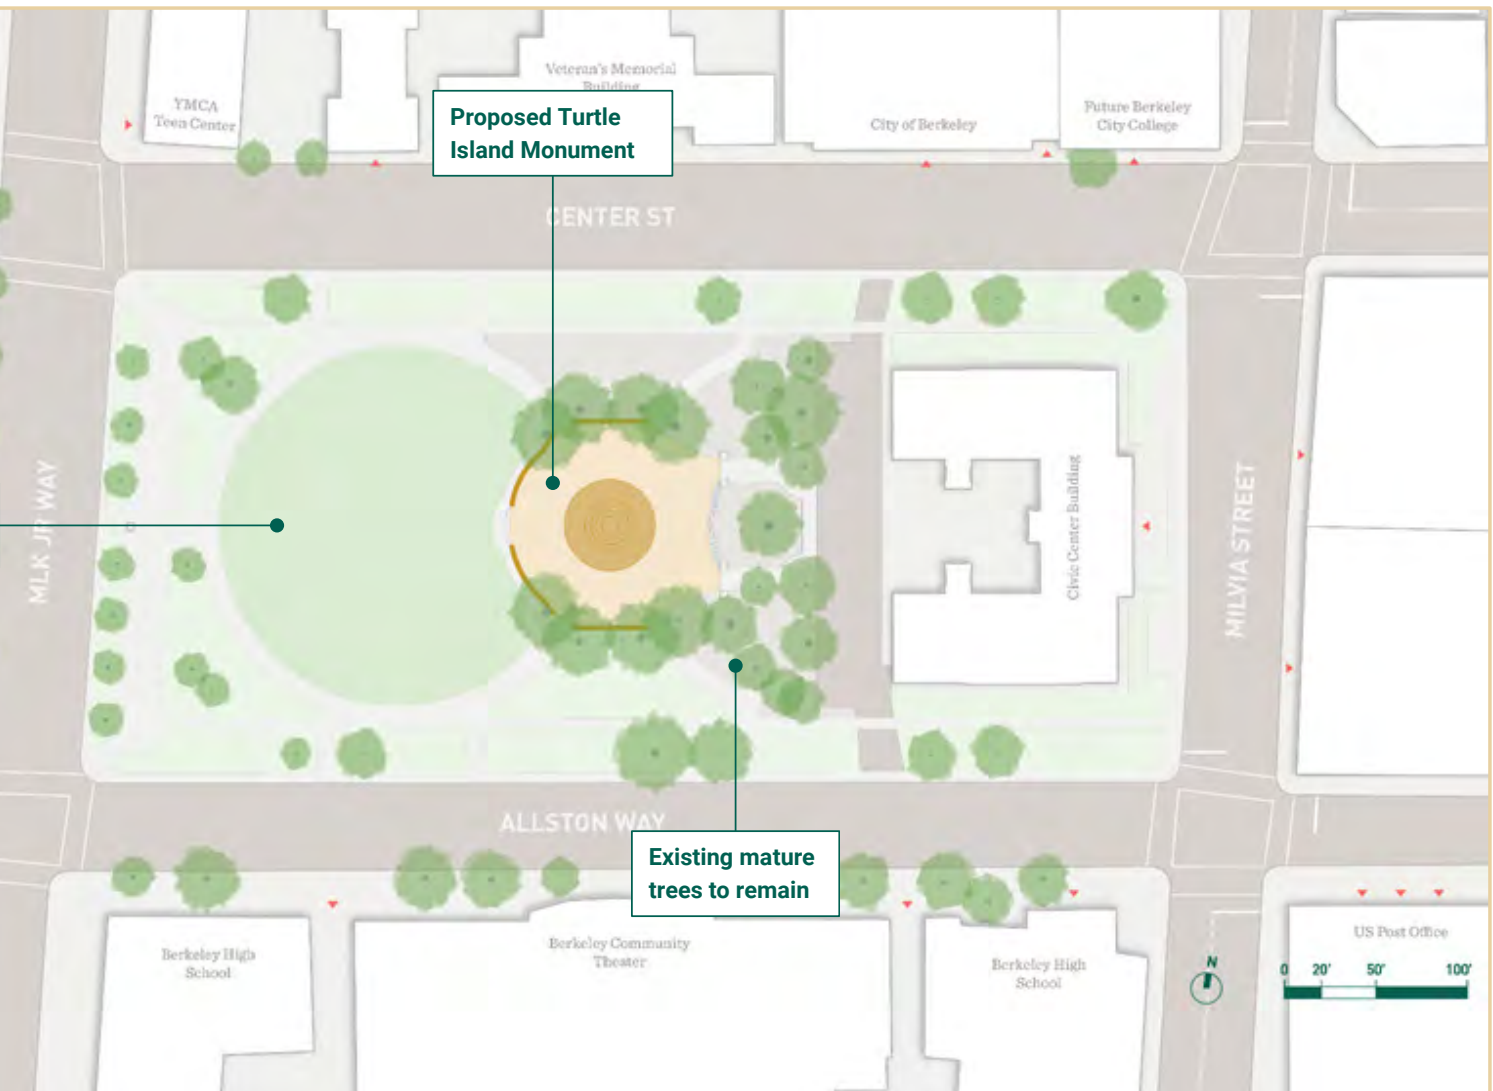 Veteran's Memorial
Building
YMCA
Teen Center
Proposed Turtle
Island Monument
City of Berkeley
Future Berkeley
City College
CENTER ST
MLK JR WAY
Civic Center Building
MILVIA STREET
ALLSTON WAY
Existing mature
trees to remain
Berkeley High
School
Berkeley Community
Theater
Berkeley High
School
US Post Office
N
0 20' 50' 100'